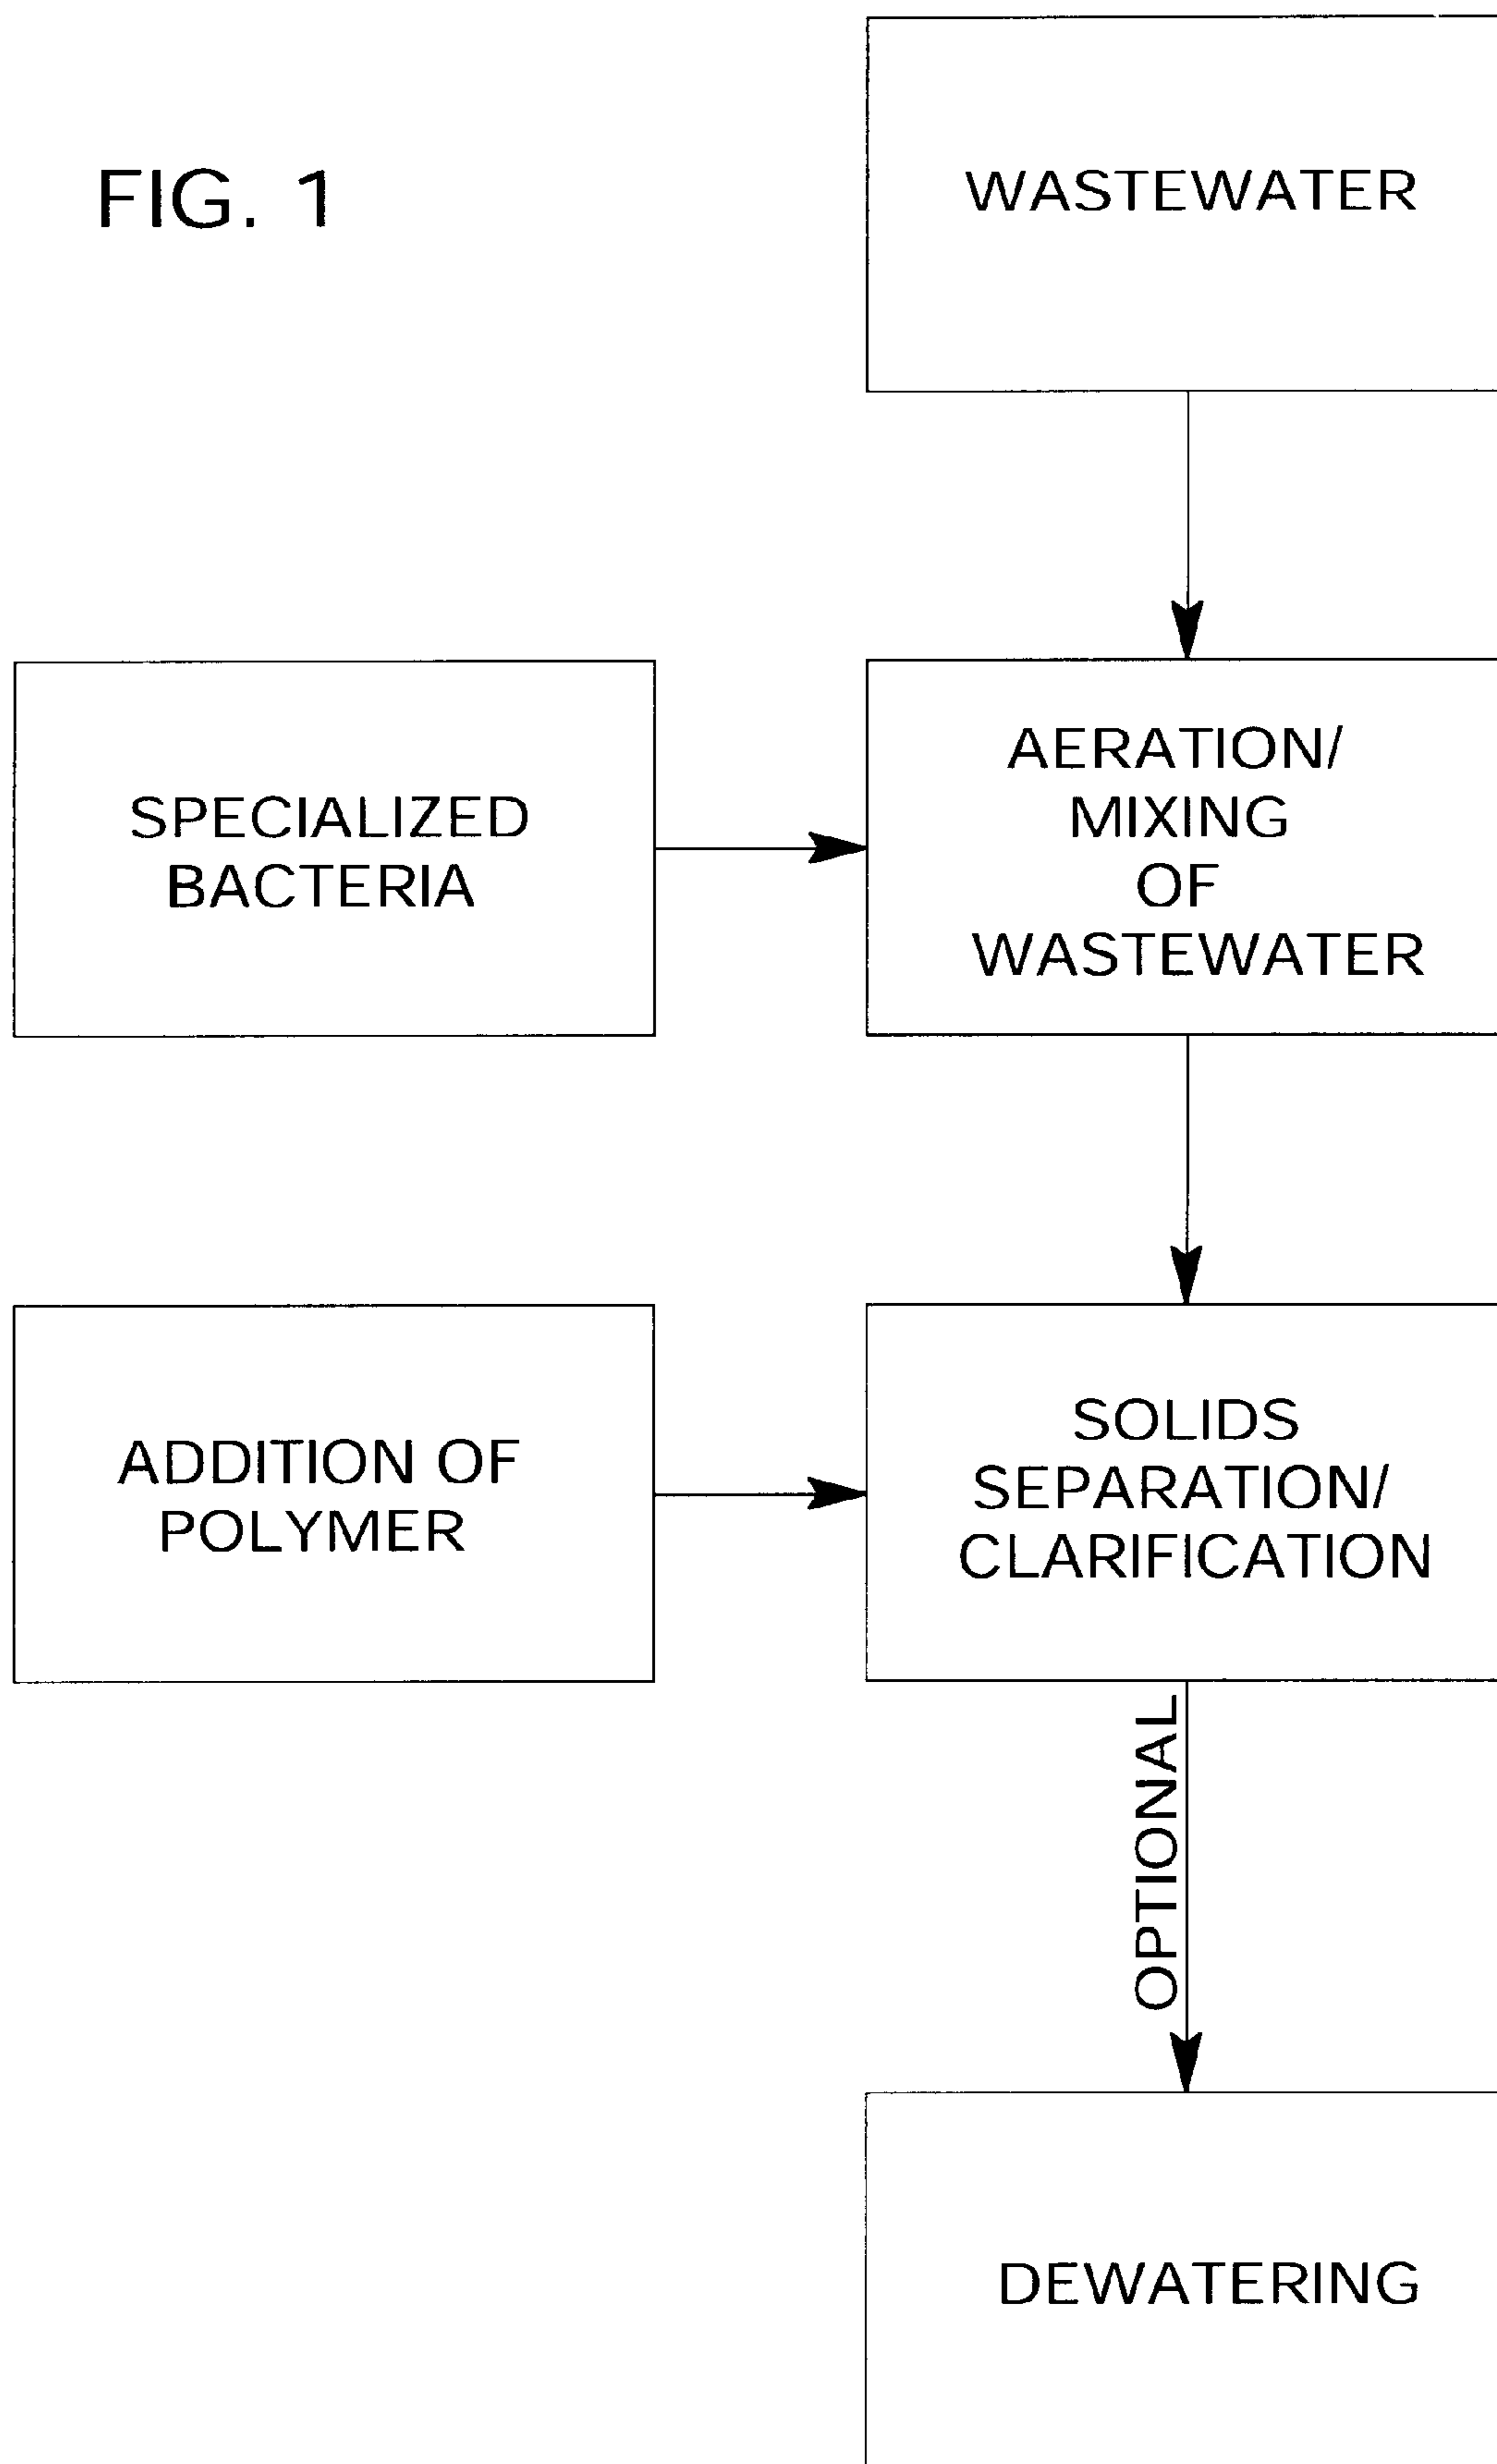 FIG. 1
WASTEWATER
SPECIALIZED
BACTERIA
AERATION/
MIXING
OF
WASTEWATER
ADDITION OF
POLYMER
SOLIDS
SEPARATION/
CLARIFICATION
OPTIONAL
DEWATERING